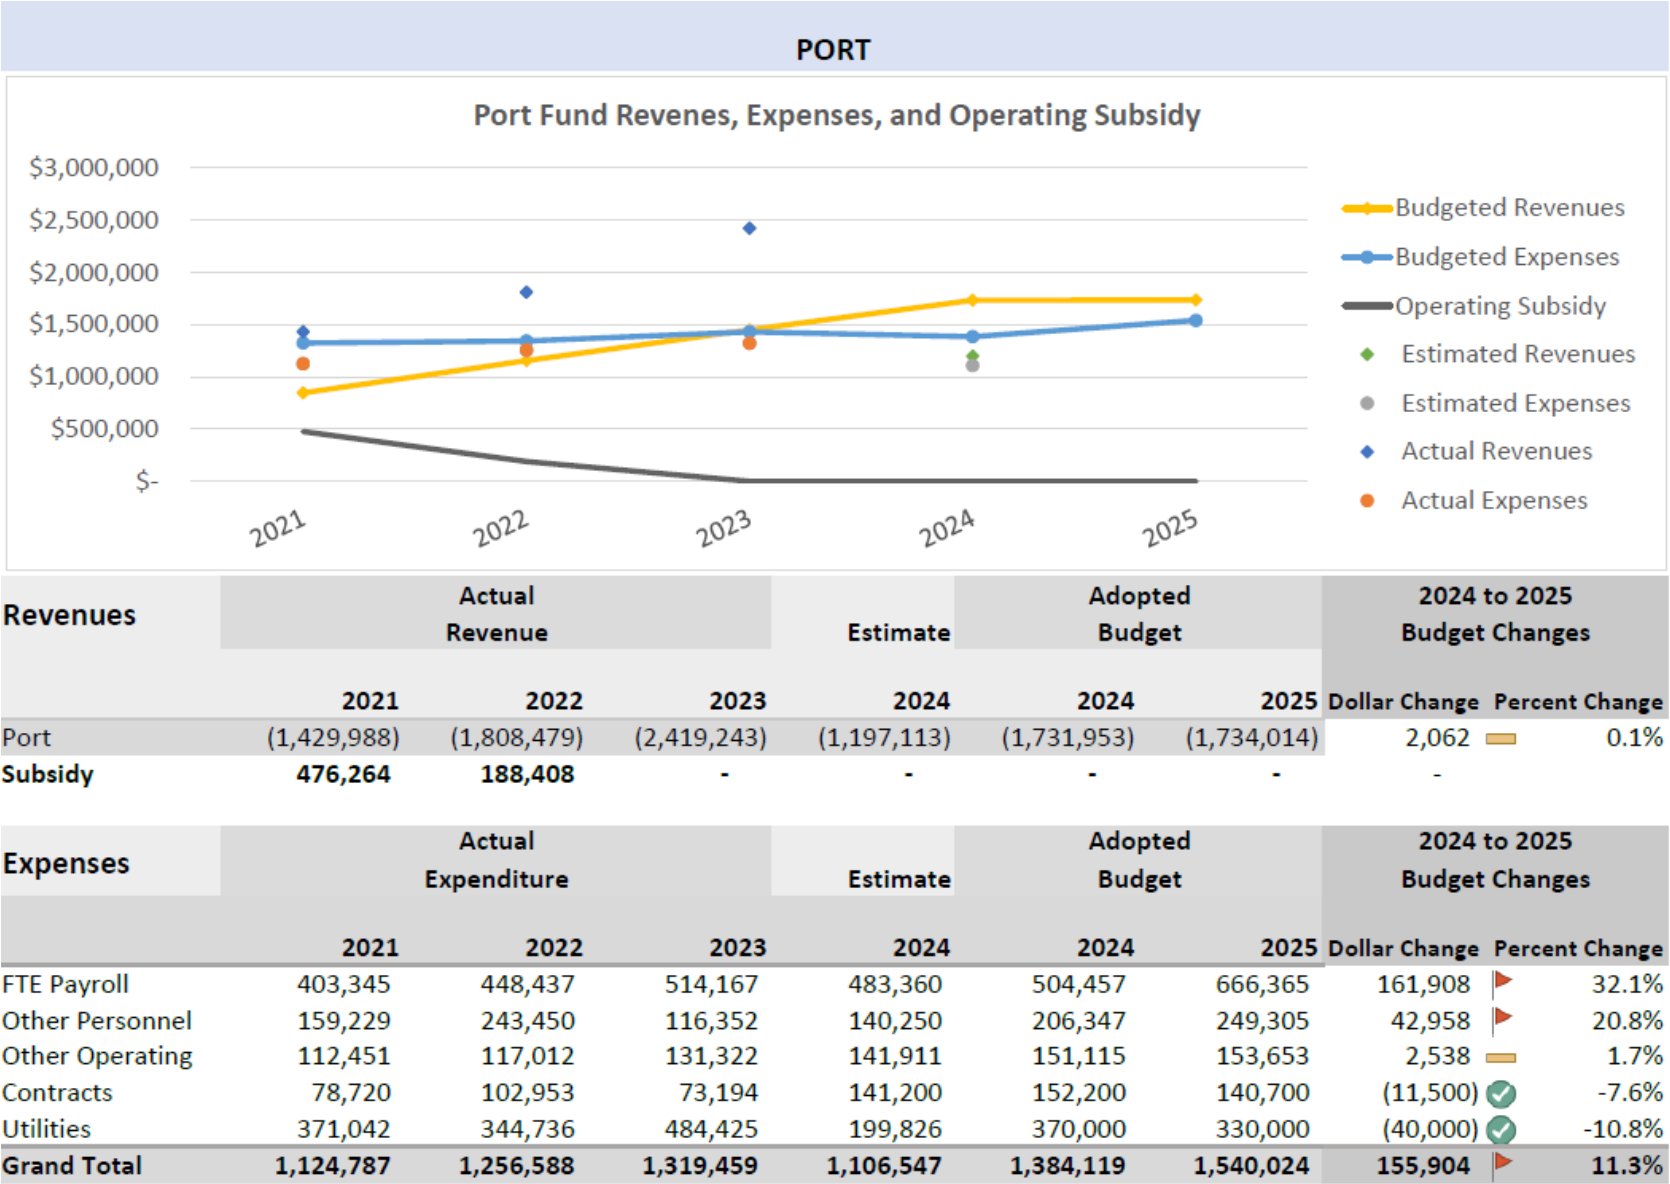 PORT
Port Fund Revenes, Expenses, and Operating Subsidy
$3,000,000
$2,500,000
$2,000,000
$1,500,000
$1,000,000
$500,000
$-
2021 2022 2023 2024 2025
Budgeted Revenues
Budgeted Expenses
Operating Subsidy
Estimated Revenues
Estimated Expenses
Actual Revenues
Actual Expenses
Revenues Actual Revenue Estimate Adopted Budget 2024 to 2025 Budget Changes
2021 2022 2023 2024 2024 2025 Dollar Change Percent Change
Port (1,429,988) (1,808,479) (2,419,243) (1,197,113) (1,731,953) (1,734,014) 2,062 0.1%
Subsidy 476,264 188,408 - - - - -
Expenses Actual Expenditure Estimate Adopted Budget 2024 to 2025 Budget Changes
2021 2022 2023 2024 2024 2025 Dollar Change Percent Change
FTE Payroll 403,345 448,437 514,167 483,360 504,457 666,365 161,908 32.1%
Other Personnel 159,229 243,450 116,352 140,250 206,347 249,305 42,958 20.8%
Other Operating 112,451 117,012 131,322 141,911 151,115 153,653 2,538 1.7%
Contracts 78,720 102,953 73,194 141,200 152,200 140,700 (11,500) -7.6%
Utilities 371,042 344,736 484,425 199,826 370,000 330,000 (40,000) -10.8%
Grand Total 1,124,787 1,256,588 1,319,459 1,106,547 1,384,119 1,540,024 155,904 11.3%